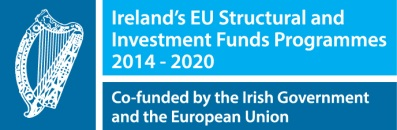 Ireland's EU Structural and
Investment Funds Programmes
2014 - 2020
Co-funded by the Irish Government
and the European Union